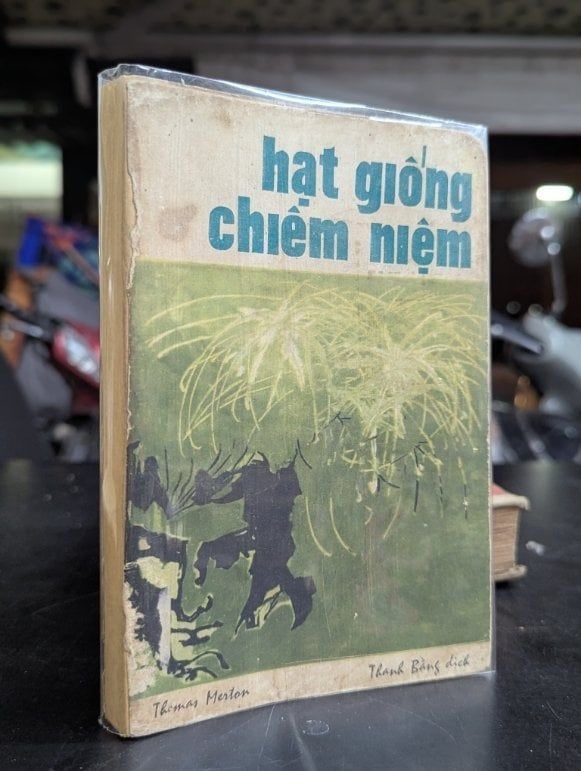 hạt giống
chiêm niệm
Thomas Merton
Thanh Bằng dịch